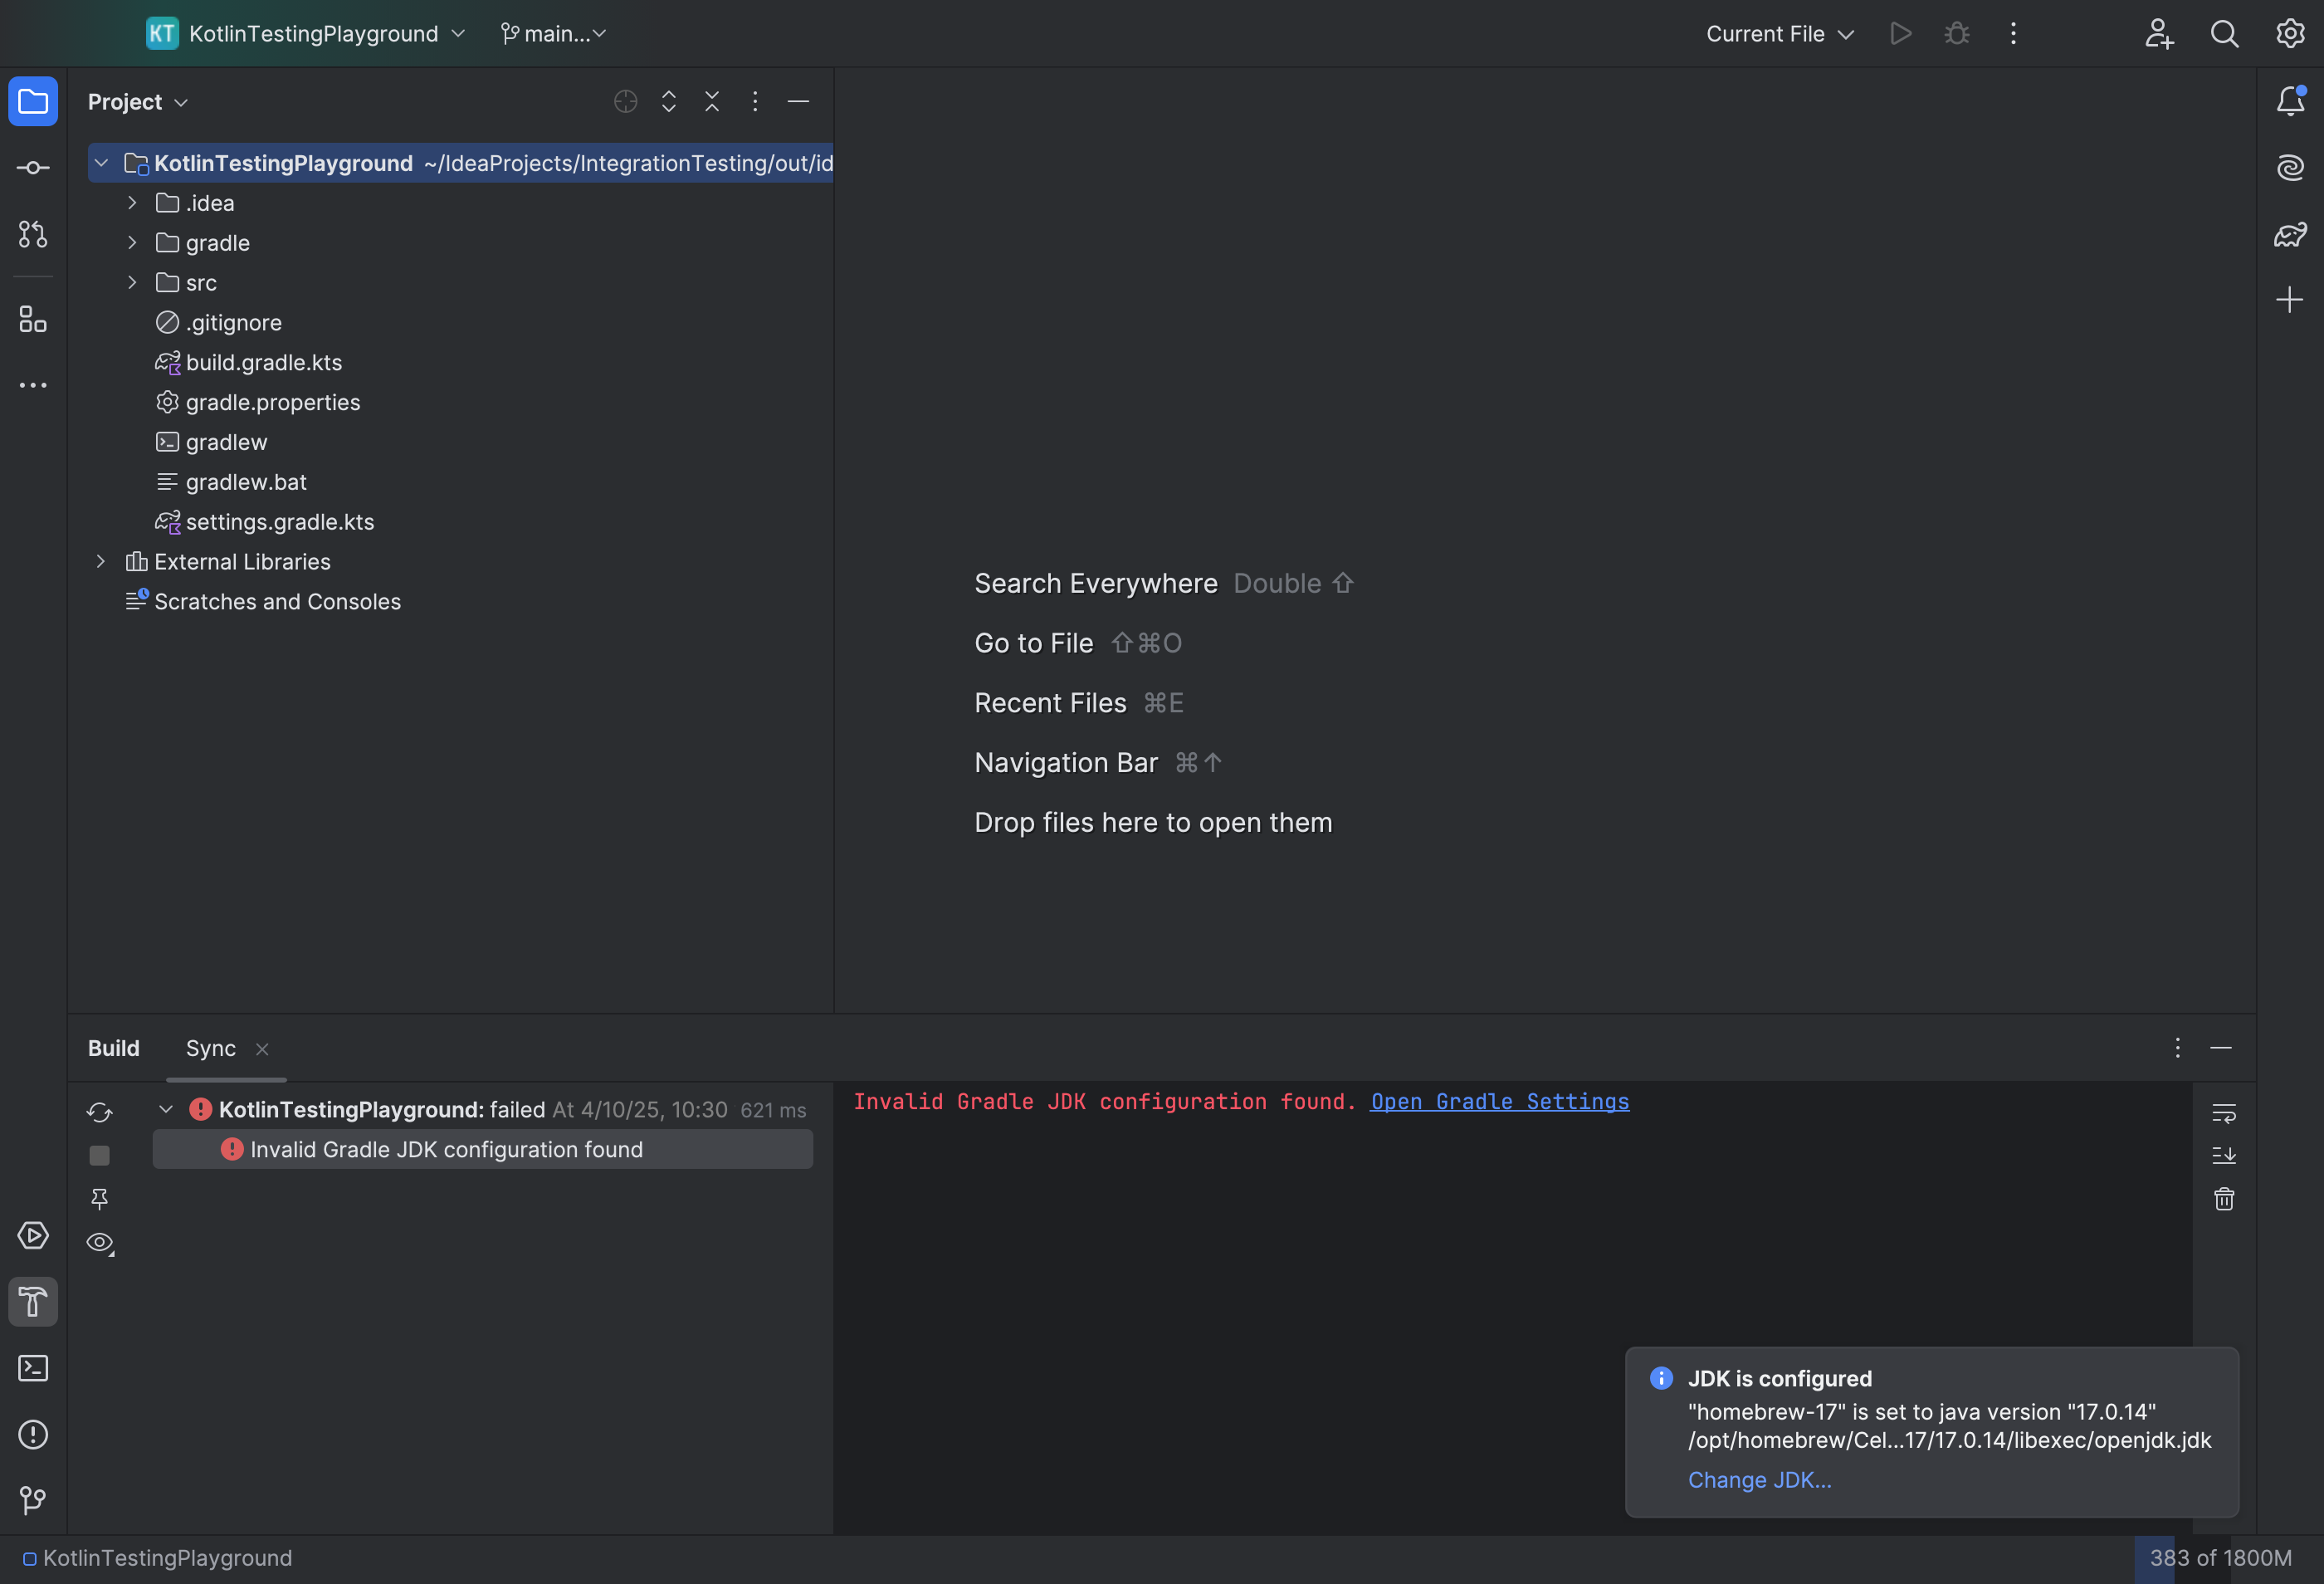 KT KotlinTestingPlayground main... Current File
Project
KotlinTestingPlayground ~/IdeaProjects/IntegrationTesting/out/id
.idea
gradle
src
.gitignore
build.gradle.kts
gradle.properties
gradlew
gradlew.bat
settings.gradle.kts
External Libraries
Scratches and Consoles
Search Everywhere Double ⇧
Go to File ⇧⌘O
Recent Files ⌘E
Navigation Bar ⌘↑
Drop files here to open them
Build Sync
KotlinTestingPlayground: failed At 4/10/25, 10:30 621 ms
Invalid Gradle JDK configuration found
Invalid Gradle JDK configuration found. Open Gradle Settings
JDK is configured
"homebrew-17" is set to java version "17.0.14"
/opt/homebrew/Cel...17/17.0.14/libexec/openjdk.jdk
Change JDK...
KotlinTestingPlayground
383 of 1800M